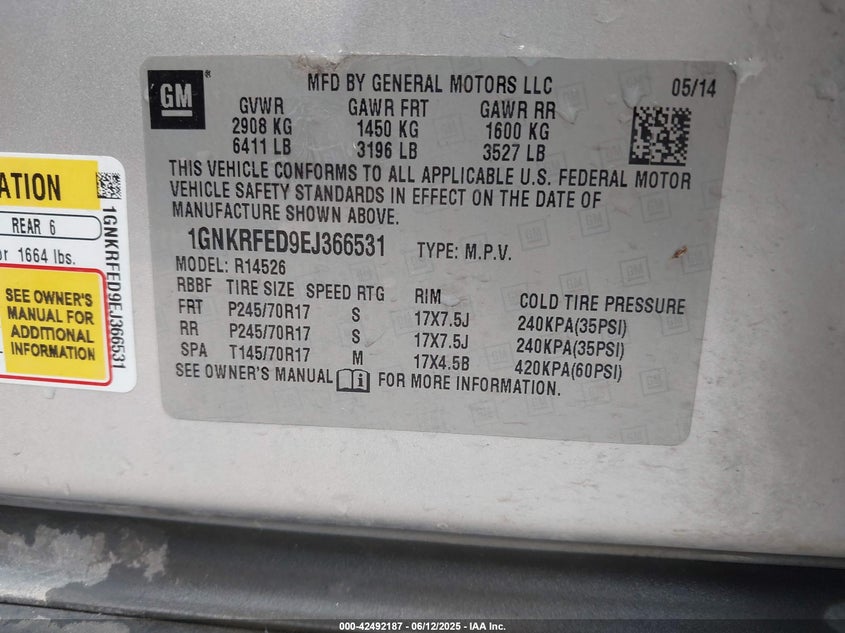 GM
®
MFD BY GENERAL MOTORS LLC 05/14
GVWR GAWR FRT GAWR RR
2908 KG 1450 KG 1600 KG
6411 LB 3196 LB 3527 LB
THIS VEHICLE CONFORMS TO ALL APPLICABLE U.S. FEDERAL MOTOR
VEHICLE SAFETY STANDARDS IN EFFECT ON THE DATE OF
MANUFACTURE SHOWN ABOVE.
1GNKRFED9EJ366531 TYPE: M.P.V.
MODEL: R14526
RBBF TIRE SIZE SPEED RTG RIM COLD TIRE PRESSURE
FRT P245/70R17 S 17X7.5J 240KPA(35PSI)
RR P245/70R17 S 17X7.5J 240KPA(35PSI)
SPA T145/70R17 M 17X4.5B 420KPA(60PSI)
SEE OWNER'S MANUAL FOR MORE INFORMATION.
ATION
REAR 6
or 1664 lbs.
SEE OWNER'S
MANUAL FOR
ADDITIONAL
INFORMATION
1GNKRFED9EJ366531
000-42492187 - 06/12/2025 - IAA Inc.